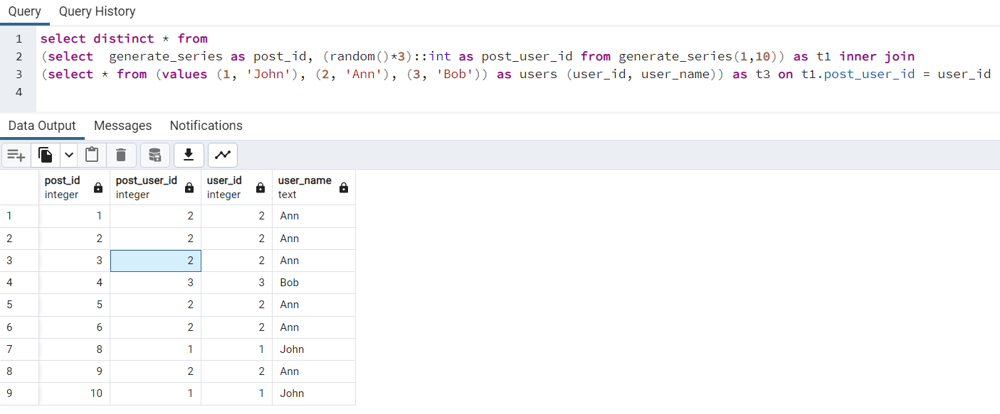 Query Query History
1 select distinct * from
2 (select  generate_series as post_id, (random()*3)::int as post_user_id from generate_series(1,10)) as t1 inner join
3 (select * from (values (1, 'John'), (2, 'Ann'), (3, 'Bob')) as users (user_id, user_name)) as t3 on t1.post_user_id = user_id
4
Data Output Messages Notifications
post_id post_user_id user_id user_name
integer integer integer text
1 1 2 2 Ann
2 2 2 2 Ann
3 3 2 2 Ann
4 4 3 3 Bob
5 5 2 2 Ann
6 6 2 2 Ann
7 8 1 1 John
8 9 2 2 Ann
9 10 1 1 John